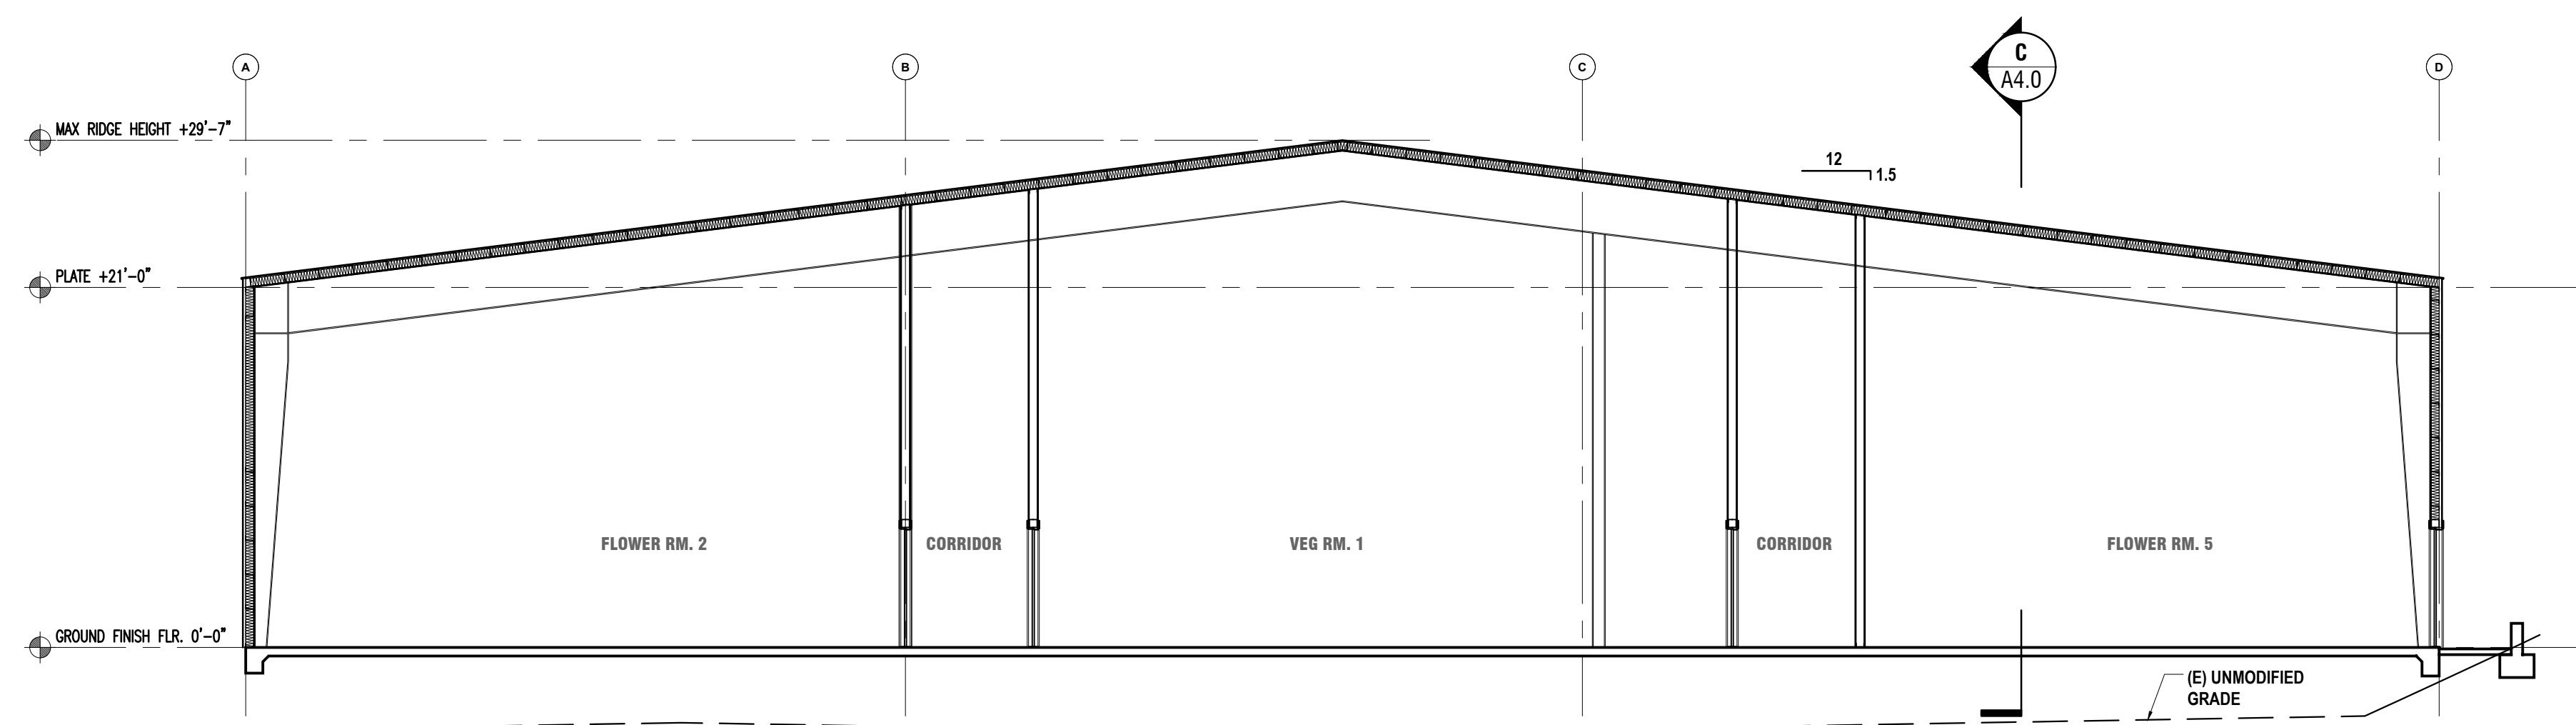 A
B
C
C
A4.0
D
MAX RIDGE HEIGHT +29'-7"
12
1.5
PLATE +21'-0"
FLOWER RM. 2
CORRIDOR
VEG RM. 1
CORRIDOR
FLOWER RM. 5
GROUND FINISH FLR. 0'-0"
(E) UNMODIFIED
GRADE